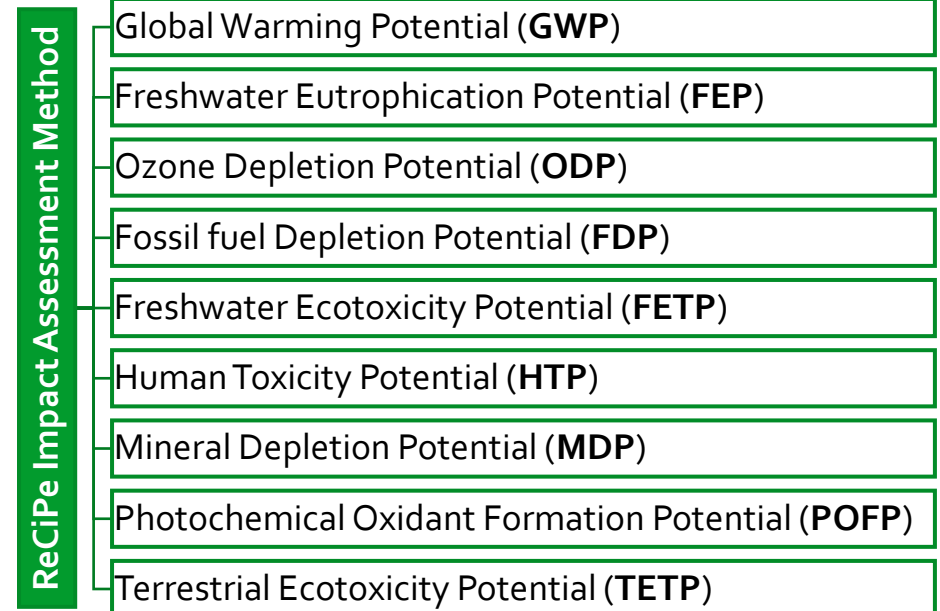 ReCiPe Impact Assessment Method
Global Warming Potential (GWP)
Freshwater Eutrophication Potential (FEP)
Ozone Depletion Potential (ODP)
Fossil fuel Depletion Potential (FDP)
Freshwater Ecotoxicity Potential (FETP)
Human Toxicity Potential (HTP)
Mineral Depletion Potential (MDP)
Photochemical Oxidant Formation Potential (POFP)
Terrestrial Ecotoxicity Potential (TETP)